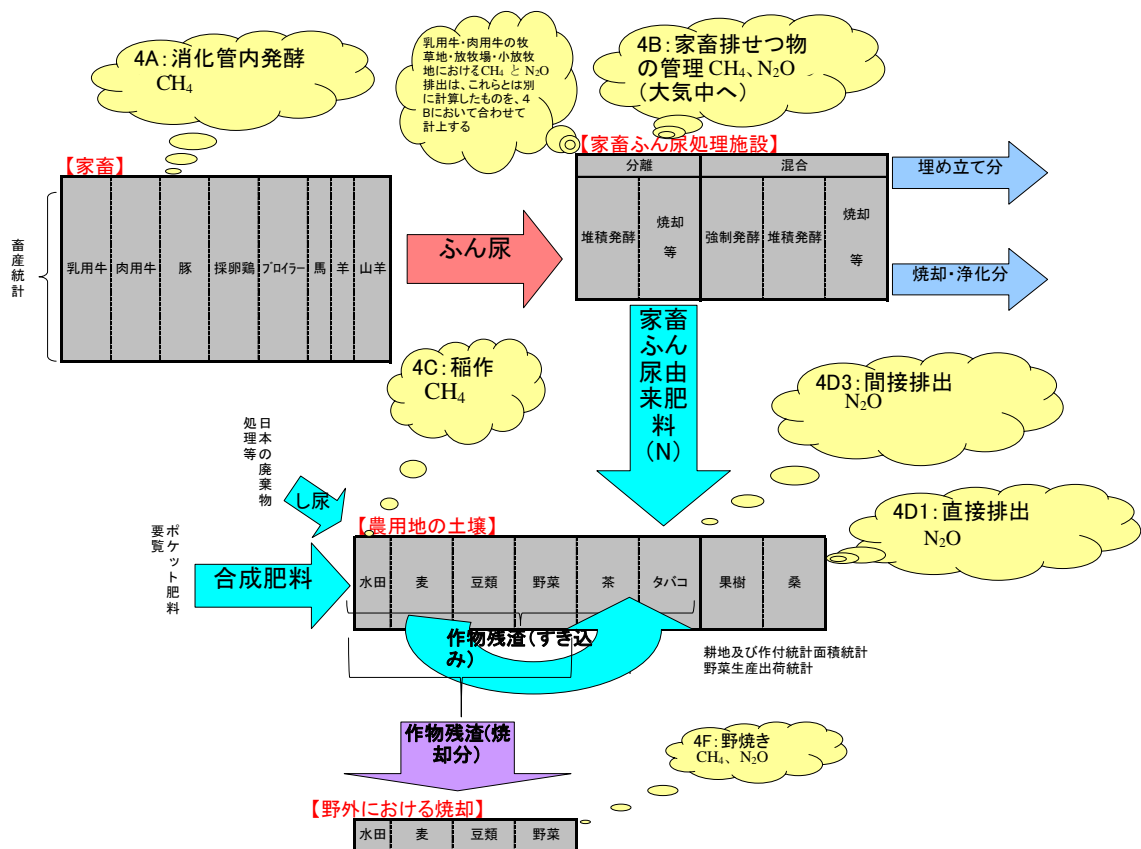 4A：消化管内発酵
CH4
乳用牛・肉用牛の牧
草地・放牧場・小放牧
地におけるCH4 と N2O
排出は、これらとは別
に計算したものを、４
Bにおいて合わせて
計上する
4B：家畜排せつ物
の管理 CH4、N2O
（大気中へ）
【家畜】
畜産統計
乳用牛
肉用牛
豚
採卵鶏
ブロイラー
馬
羊
山羊
ふん尿
【家畜ふん尿処理施設】
分離
混合
堆積発酵
焼却
等
強制発酵
堆積発酵
焼却
等
埋め立て分
焼却・浄化分
家畜
ふん
尿由
来肥
料
（N）
4C：稲作
CH4
4D3：間接排出
N2O
4D1：直接排出
N2O
日本の廃棄物
処理等
し尿
ポケット肥料
要覧
合成肥料
【農用地の土壌】
水田
麦
豆類
野菜
茶
タバコ
果樹
桑
作物残渣（すき込
み）
耕地及び作付統計面積統計
野菜生産出荷統計
作物残渣(焼
却分）
4F：野焼き
CH4、N2O
【野外における焼却】
水田
麦
豆類
野菜